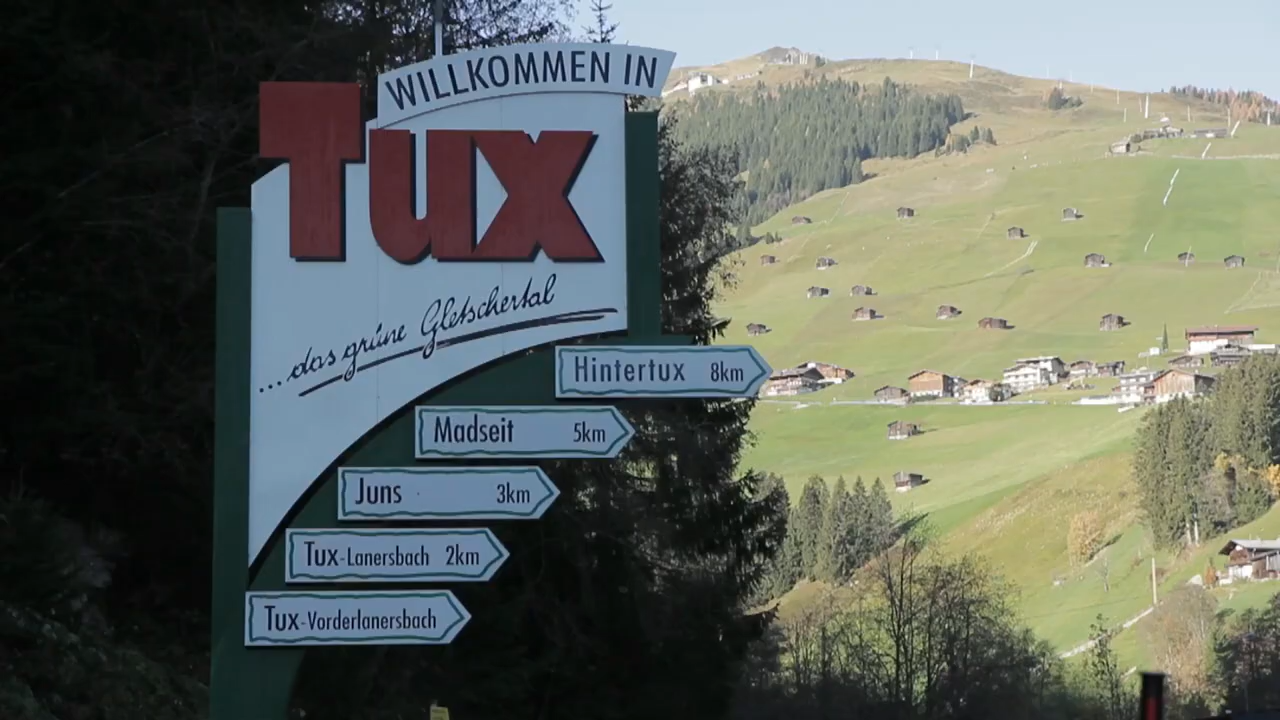 WILLKOMMEN IN
Tux
...das grüne Gletschertal
Hintertux 8km
Madseit 5km
Juns 3km
Tux-Lanersbach 2km
Tux-Vorderlanersbach